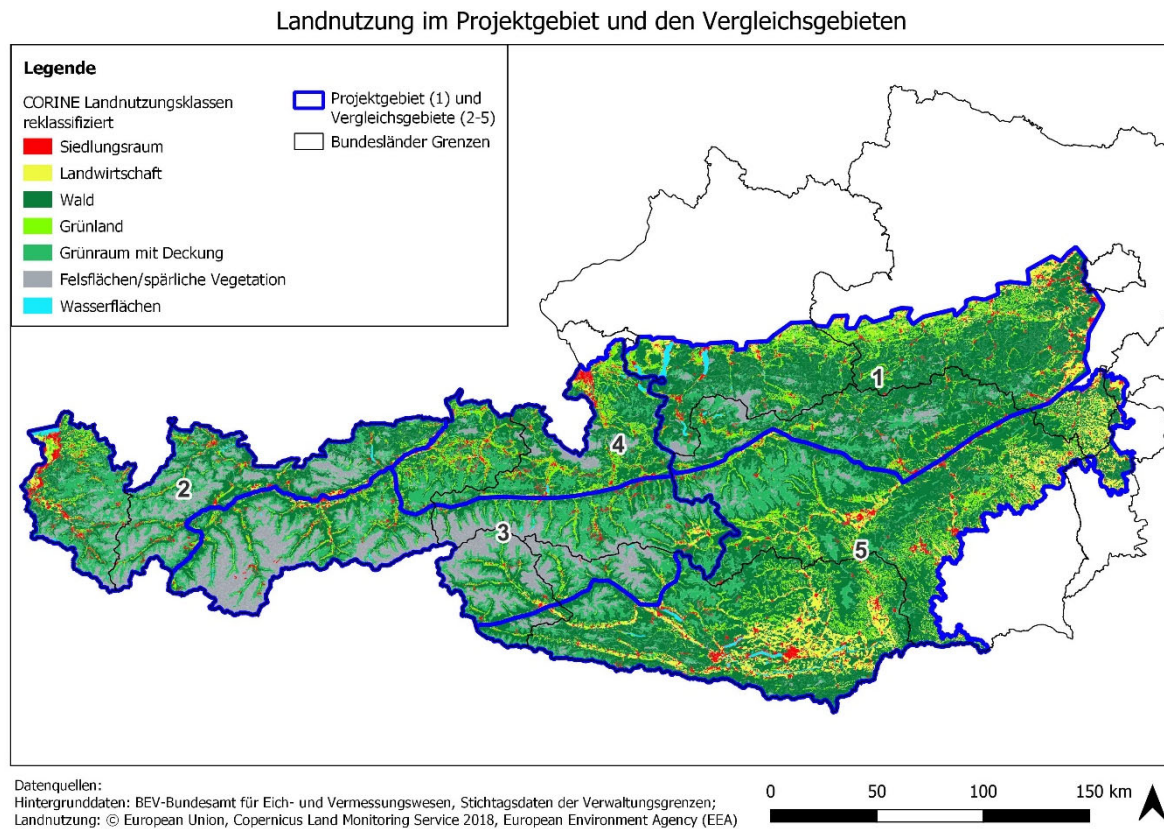 Landnutzung im Projektgebiet und den Vergleichsgebieten
Legende
CORINE Landnutzungsklassen
reklassifiziert
Siedlungsraum
Landwirtschaft
Wald
Grünland
Grünraum mit Deckung
Felsflächen/spärliche Vegetation
Wasserflächen
Projektgebiet (1) und
Vergleichsgebiete (2-5)
Bundesländer Grenzen
1
4
2
3
5
Datenquellen:
Hintergrunddaten: BEV-Bundesamt für Eich- und Vermessungswesen, Stichtagsdaten der Verwaltungsgrenzen;
Landnutzung: © European Union, Copernicus Land Monitoring Service 2018, European Environment Agency (EEA)
0 50 100 150 km